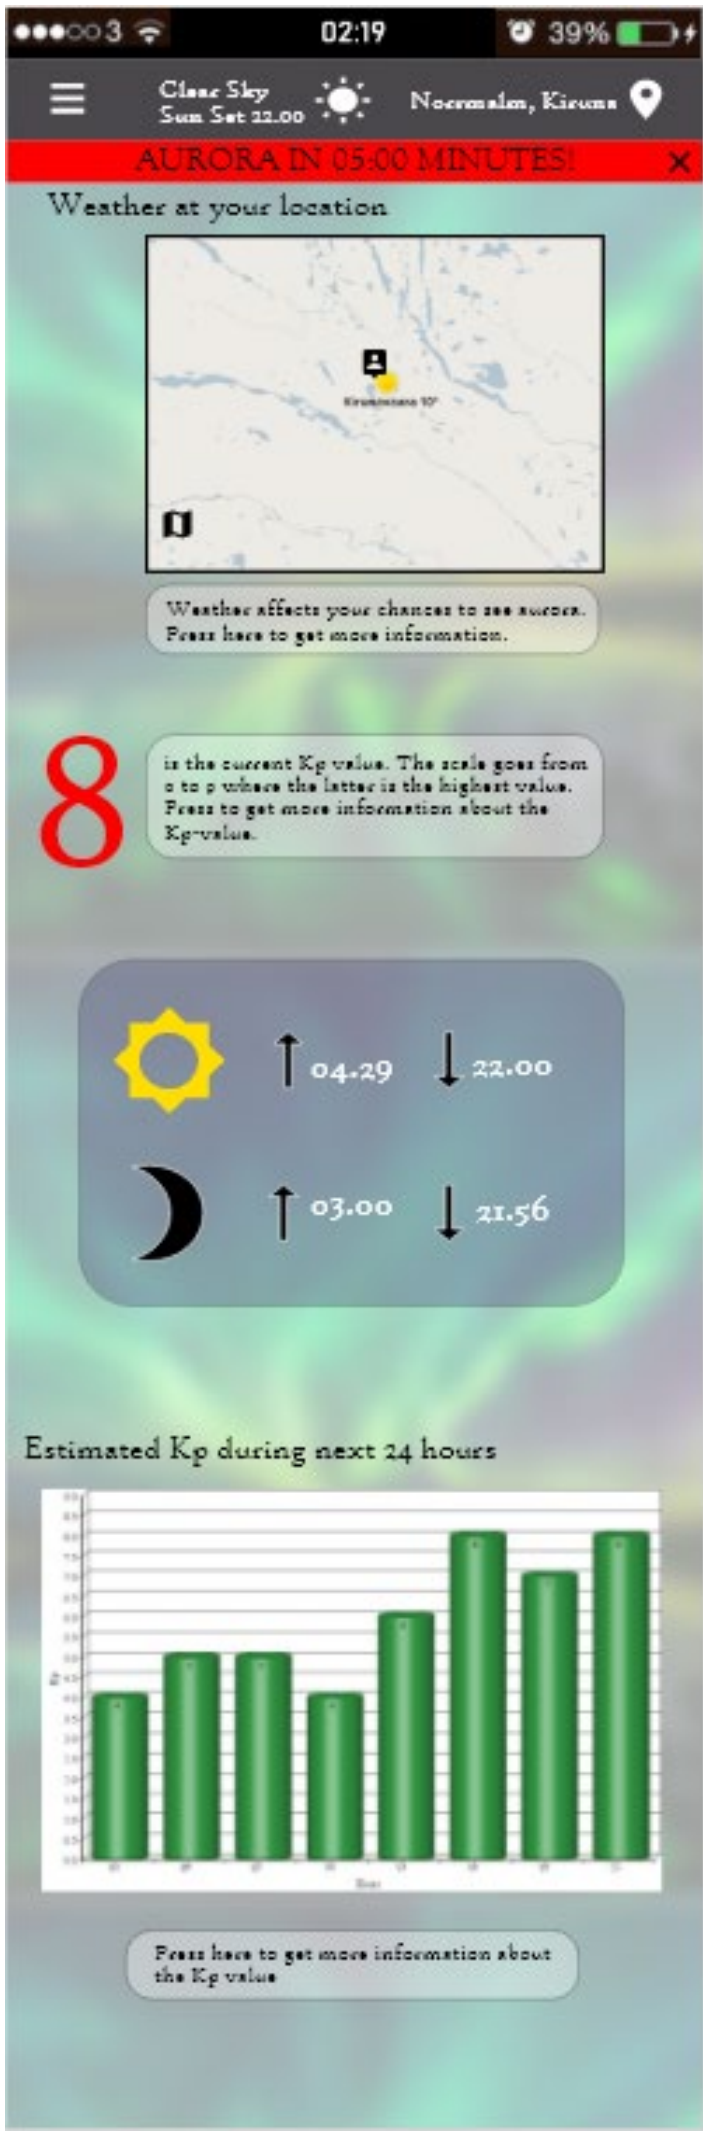 3
02:19
39%
Clear Sky
Sun Set 22.00
Norrmalm, Kiruna
AURORA IN 05:00 MINUTES!
Weather at your location
10°
Weather affects your chances to see aurora.
Press here to get more information.
8
is the current Kp value. The scale goes from
0 to 9 where the latter is the highest value.
Press to get more information about the
Kp-value.
04.29
22.00
03.00
21.56
Estimated Kp during next 24 hours
Kp
Press here to get more information about
the Kp value